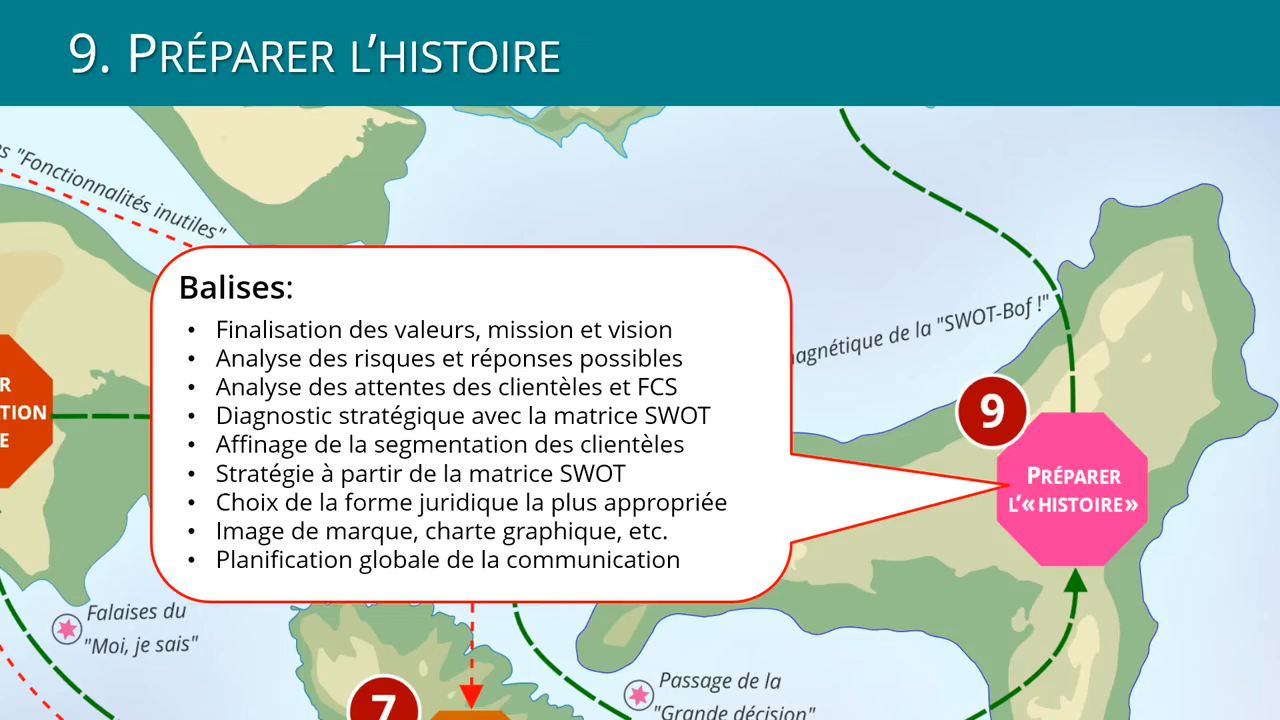 9. Préparer l’histoire
s "Fonctionnalités inutiles"
Balises:
• Finalisation des valeurs, mission et vision
• Analyse des risques et réponses possibles
• Analyse des attentes des clientèles et FCS
• Diagnostic stratégique avec la matrice SWOT
• Affinage de la segmentation des clientèles
• Stratégie à partir de la matrice SWOT
• Choix de la forme juridique la plus appropriée
• Image de marque, charte graphique, etc.
• Planification globale de la communication
agnétique de la "SWOT-Bof !"
R
TION
E
9
Préparer
l’« histoire »
Falaises du
"Moi, je sais"
7
Passage de la
"Grande décision"